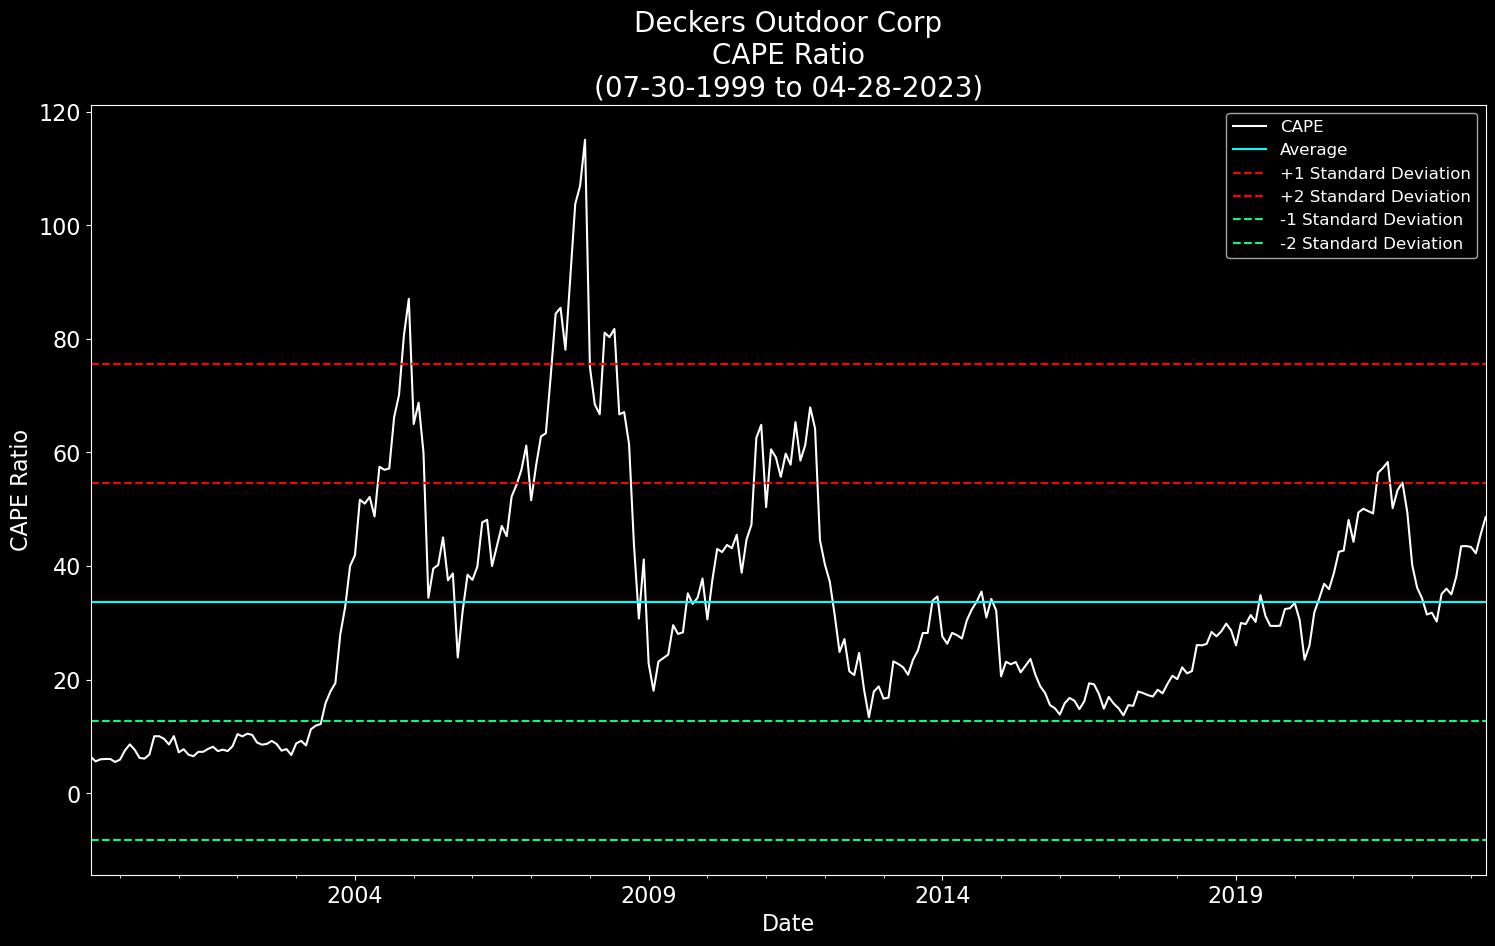 Deckers Outdoor Corp
CAPE Ratio
(07-30-1999 to 04-28-2023)
CAPE
Average
+1 Standard Deviation
+2 Standard Deviation
-1 Standard Deviation
-2 Standard Deviation
120
100
80
60
40
20
0
CAPE Ratio
2004 2009 2014 2019
Date